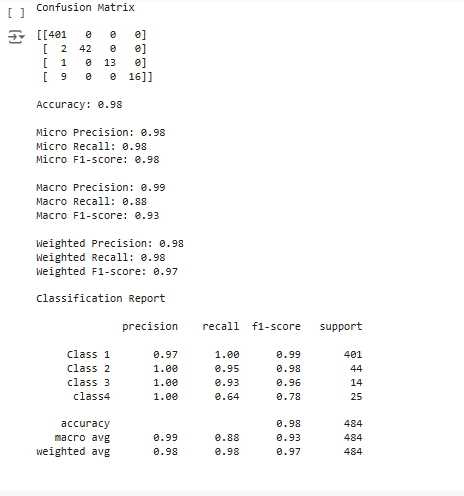 [ ] Confusion Matrix
[[401 0 0 0]
[ 2 42 0 0]
[ 1 0 13 0]
[ 9 0 0 16]]
Accuracy: 0.98
Micro Precision: 0.98
Micro Recall: 0.98
Micro F1-score: 0.98
Macro Precision: 0.99
Macro Recall: 0.88
Macro F1-score: 0.93
Weighted Precision: 0.98
Weighted Recall: 0.98
Weighted F1-score: 0.97
Classification Report
precision recall f1-score support
Class 1 0.97 1.00 0.99 401
Class 2 1.00 0.95 0.98 44
Class 3 1.00 0.93 0.96 14
class4 1.00 0.64 0.78 25
accuracy 0.98 484
macro avg 0.99 0.88 0.93 484
weighted avg 0.98 0.98 0.97 484